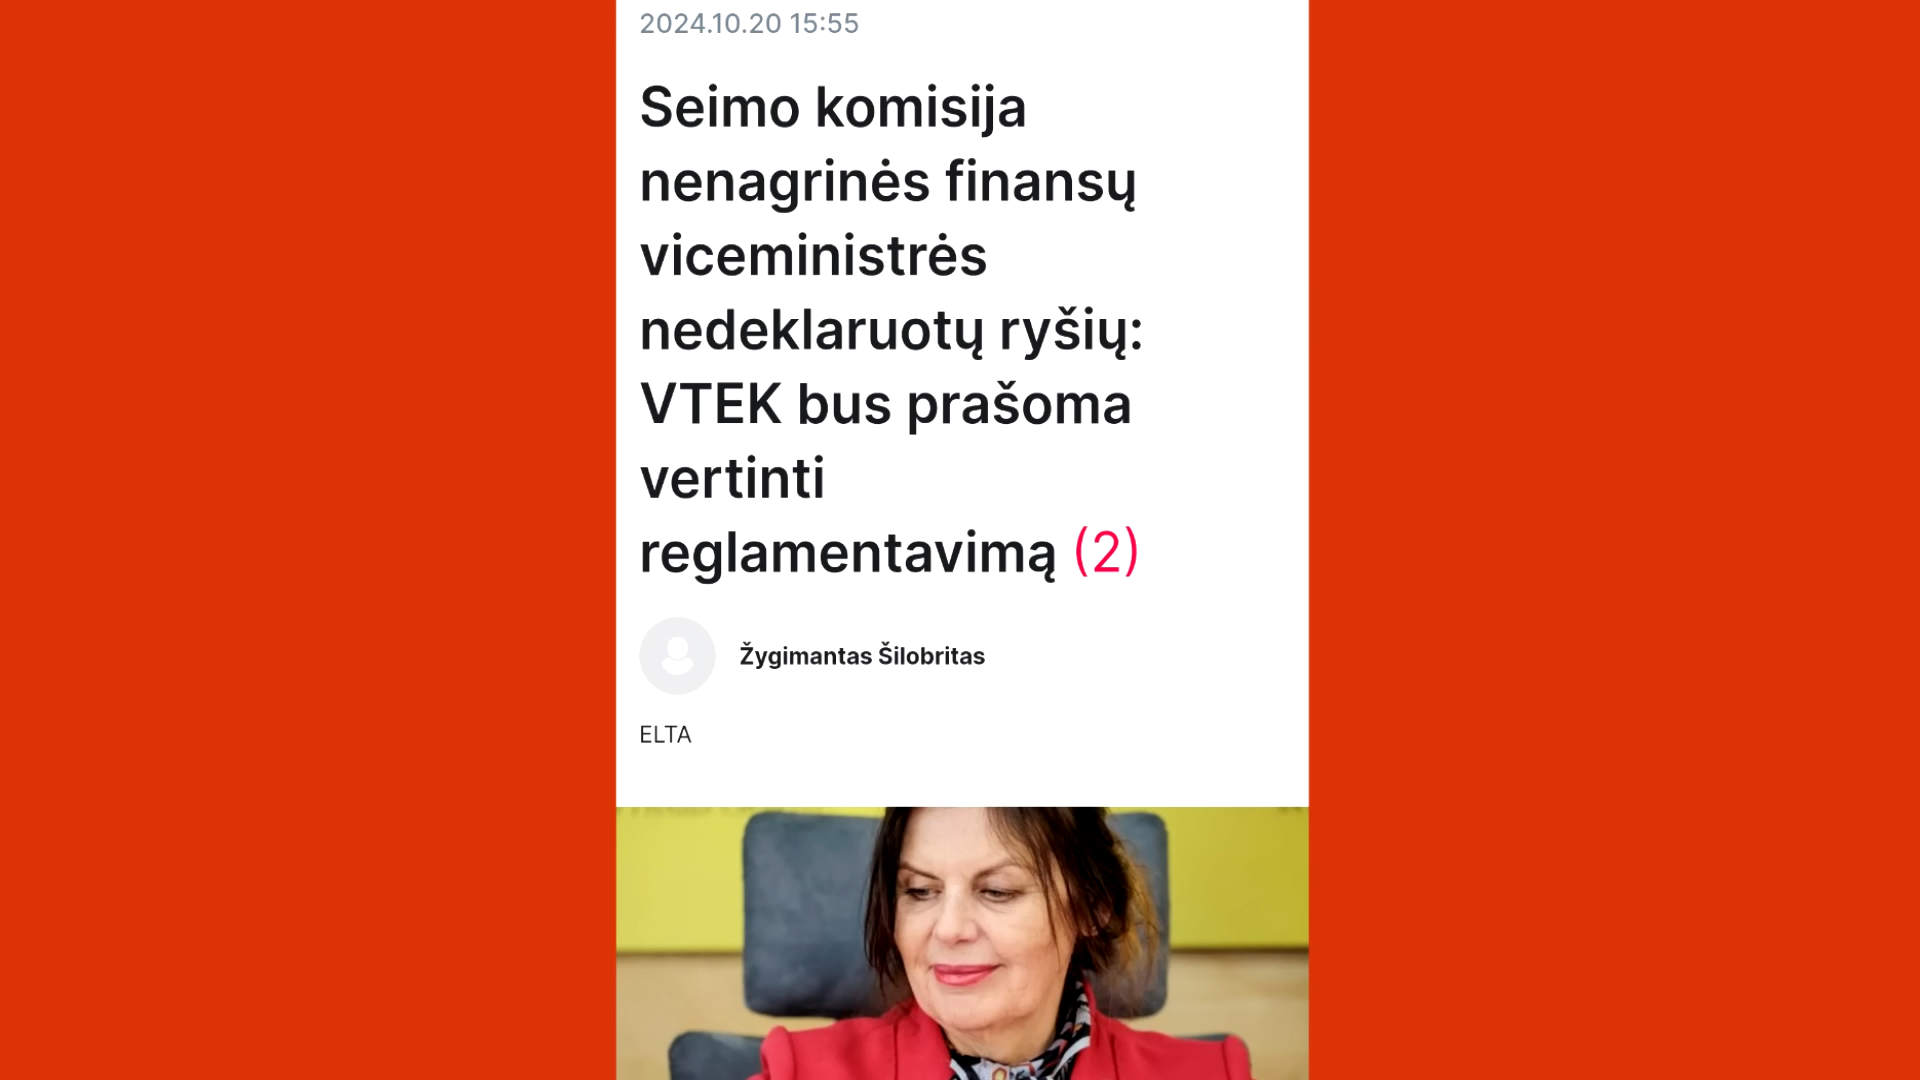 2024.10.20 15:55
Seimo komisija
nenagrinės finansų
viceministrės
nedeklaruotų ryšių:
VTEK bus prašoma
vertinti
reglamentavimą (2)
Žygimantas Šilobritas
ELTA